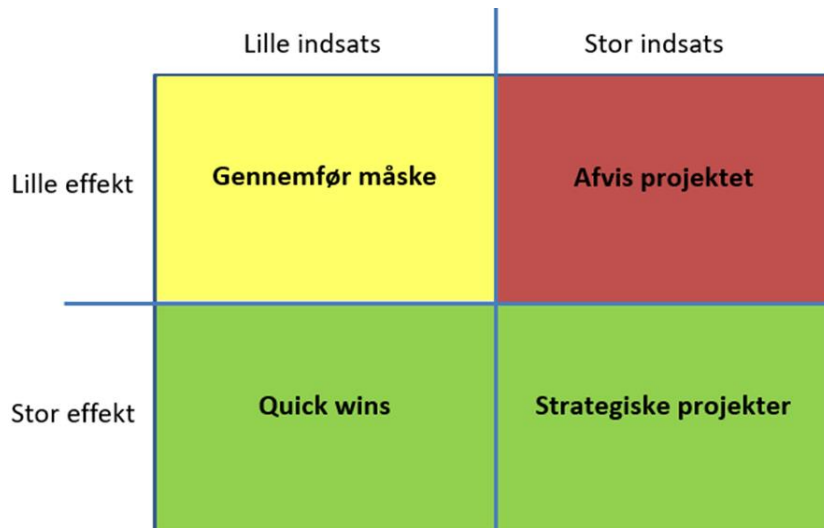 Lille indsats
Stor indsats
Lille effekt
Gennemfør måske
Afvis projektet
Stor effekt
Quick wins
Strategiske projekter